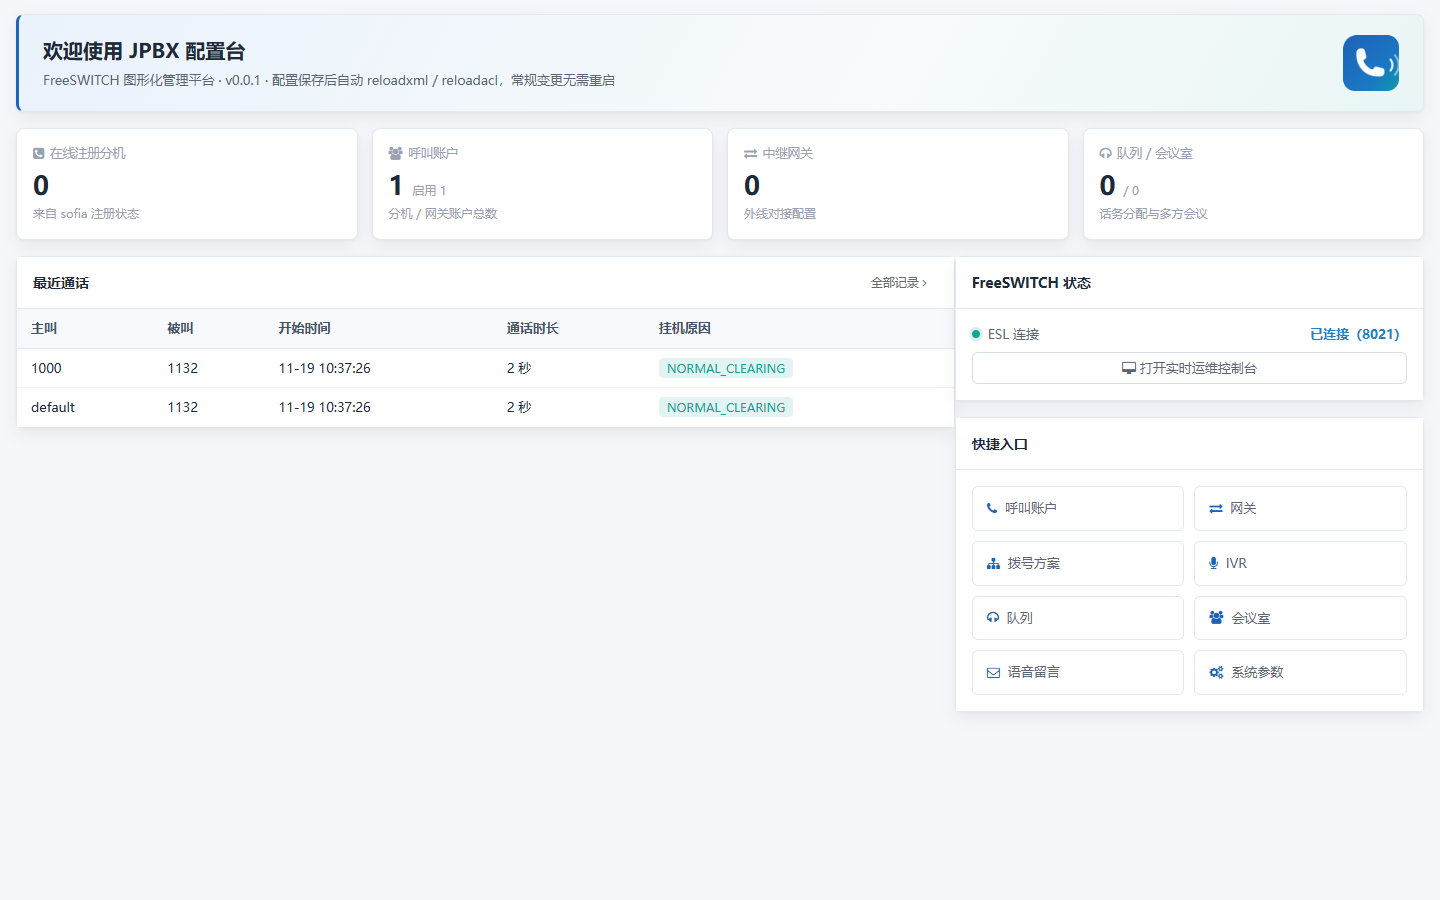 欢迎使用 JPBX 配置台
FreeSWITCH 图形化管理平台 · v0.0.1 · 配置保存后自动 reloadxml / reloadacl，常规变更无需重启
在线注册分机
0
来自 sofia 注册状态
呼叫账户
1 启用 1
分机 / 网关账户总数
中继网关
0
外线对接配置
队列 / 会议室
0 / 0
话务分配与多方会议
最近通话
全部记录 ›
主叫 被叫 开始时间 通话时长 挂机原因
1000 1132 11-19 10:37:26 2 秒 NORMAL_CLEARING
default 1132 11-19 10:37:26 2 秒 NORMAL_CLEARING
FreeSWITCH 状态
ESL 连接 已连接（8021）
打开实时运维控制台
快捷入口
呼叫账户 网关
拨号方案 IVR
队列 会议室
语音留言 系统参数